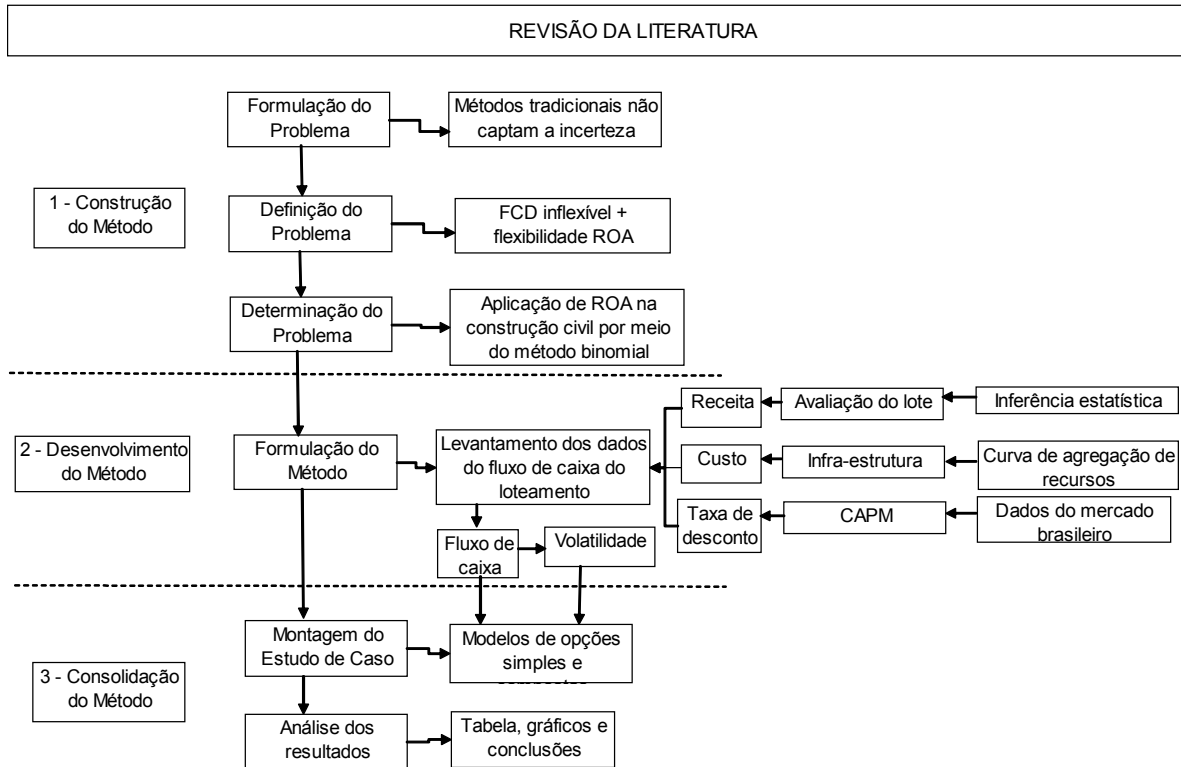 REVISÃO DA LITERATURA
Formulação do
Problema
Métodos tradicionais não
captam a incerteza
1 - Construção
do Método
Definição do
Problema
FCD inflexível +
flexibilidade ROA
Determinação do
Problema
Aplicação de ROA na
construção civil por meio
do método binomial
2 - Desenvolvimento
do Método
Formulação do
Método
Levantamento dos dados
do fluxo de caixa do
loteamento
Receita
Avaliação do lote
Inferência estatística
Custo
Infra-estrutura
Curva de agregação de
recursos
Taxa de
desconto
CAPM
Dados do mercado
brasileiro
Fluxo de
caixa
Volatilidade
3 - Consolidação
do Método
Montagem do
Estudo de Caso
Modelos de opções
simples e
Análise dos
resultados
Tabela, gráficos e
conclusões